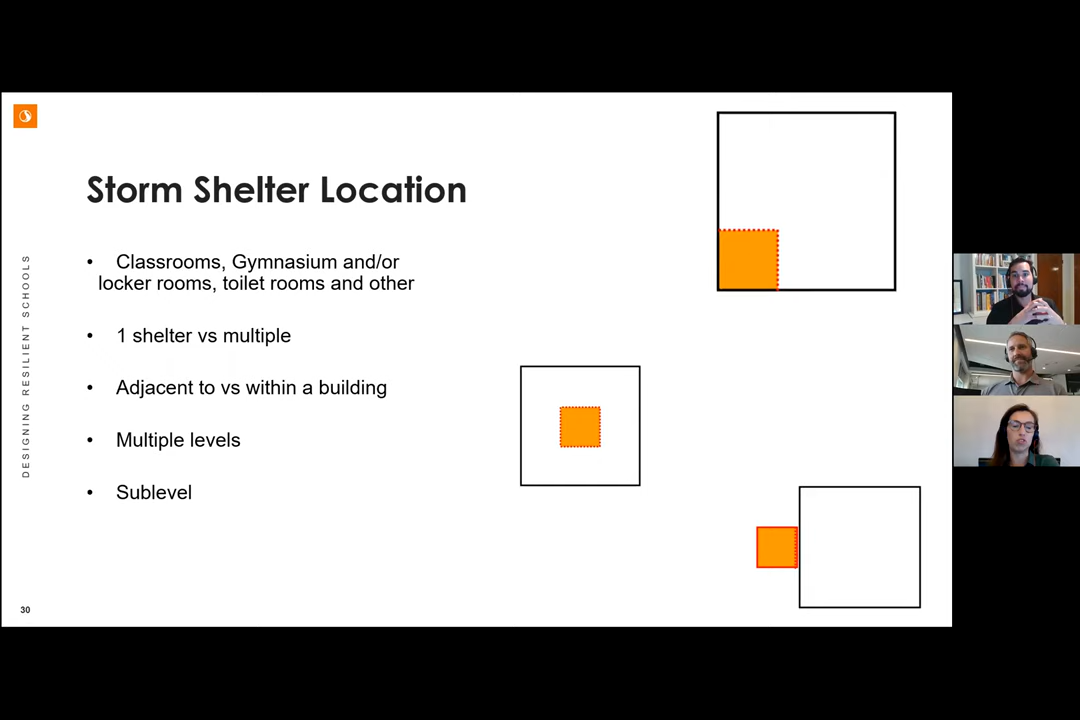 Storm Shelter Location
• Classrooms, Gymnasium and/or
locker rooms, toilet rooms and other
• 1 shelter vs multiple
• Adjacent to vs within a building
• Multiple levels
• Sublevel
DESIGNING RESILIENT SCHOOLS
30